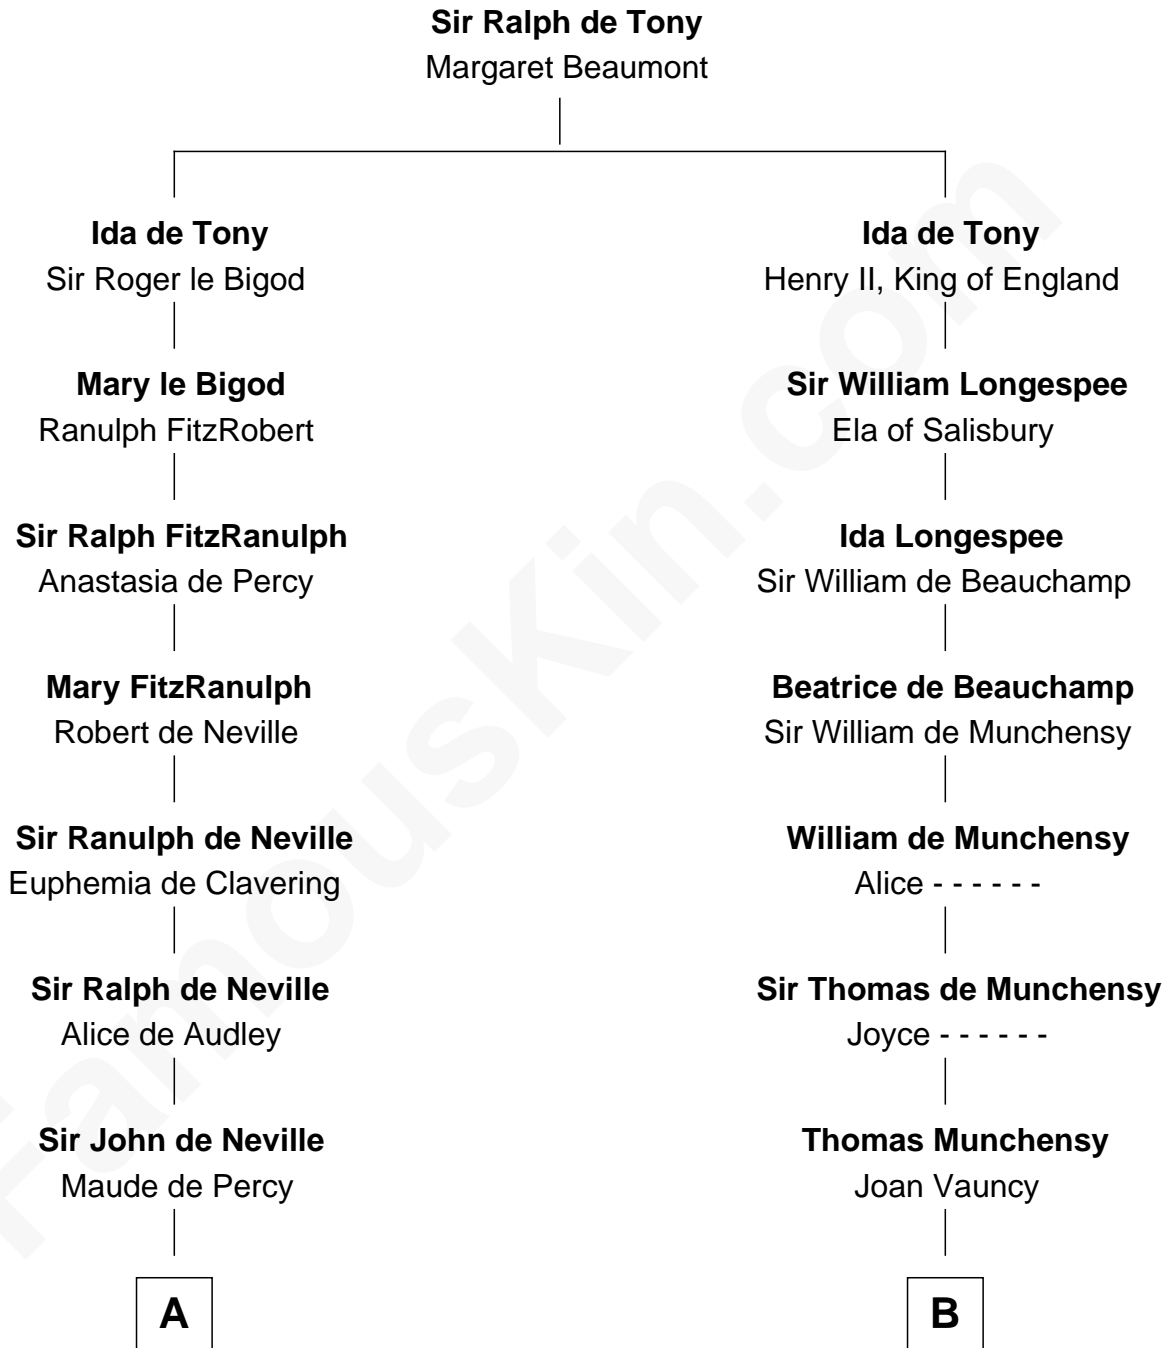 Sir Ralph de Tony
Margaret Beaumont
Ida de Tony
Sir Roger le Bigod
Ida de Tony
Henry II, King of England
Mary le Bigod
Ranulph FitzRobert
Sir William Longespee
Ela of Salisbury
Sir Ralph FitzRanulph
Anastasia de Percy
Ida Longespee
Sir William de Beauchamp
Mary FitzRanulph
Robert de Neville
Beatrice de Beauchamp
Sir William de Munchensy
Sir Ranulph de Neville
Euphemia de Clavering
William de Munchensy
Alice - - - - - -
Sir Ralph de Neville
Alice de Audley
Sir Thomas de Munchensy
Joyce - - - - - -
Sir John de Neville
Maude de Percy
Thomas Munchensy
Joan Vauncy
A
B
FamousKin.com